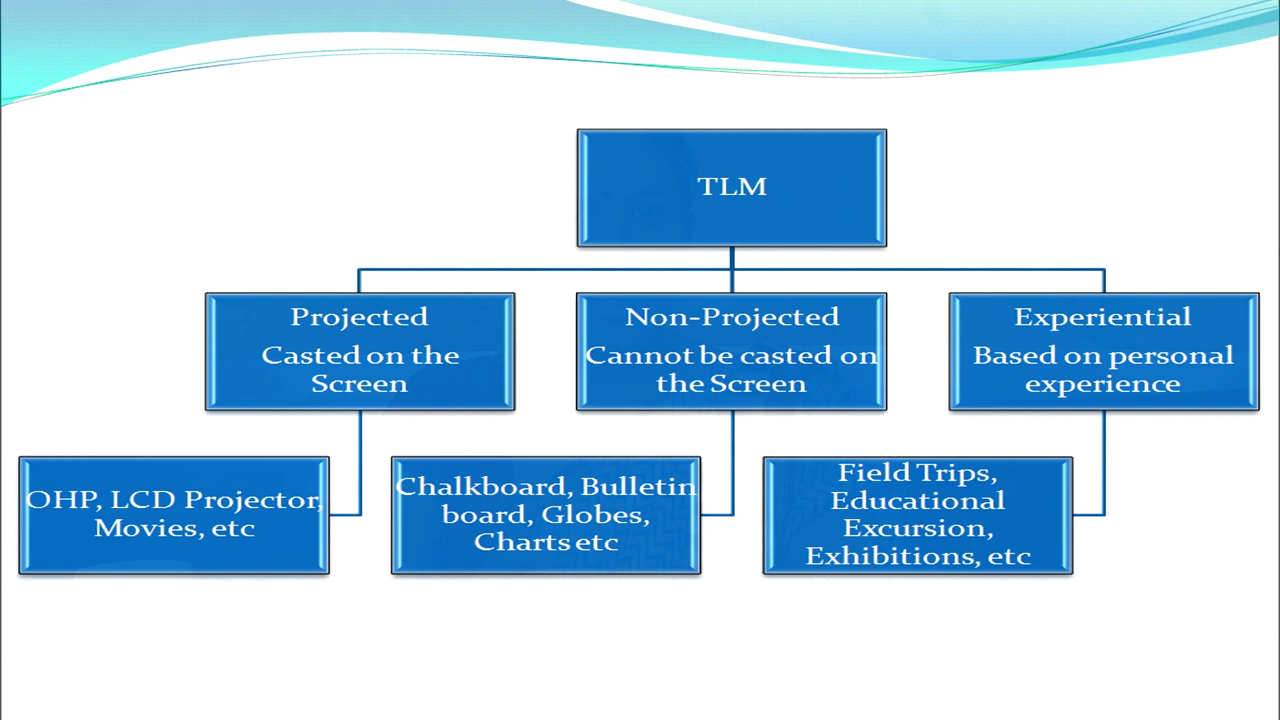 TLM
Projected
Casted on the
Screen
Non-Projected
Cannot be casted on
the Screen
Experiential
Based on personal
experience
OHP, LCD Projector,
Movies, etc
Chalkboard, Bulletin
board, Globes,
Charts etc
Field Trips,
Educational
Excursion,
Exhibitions, etc